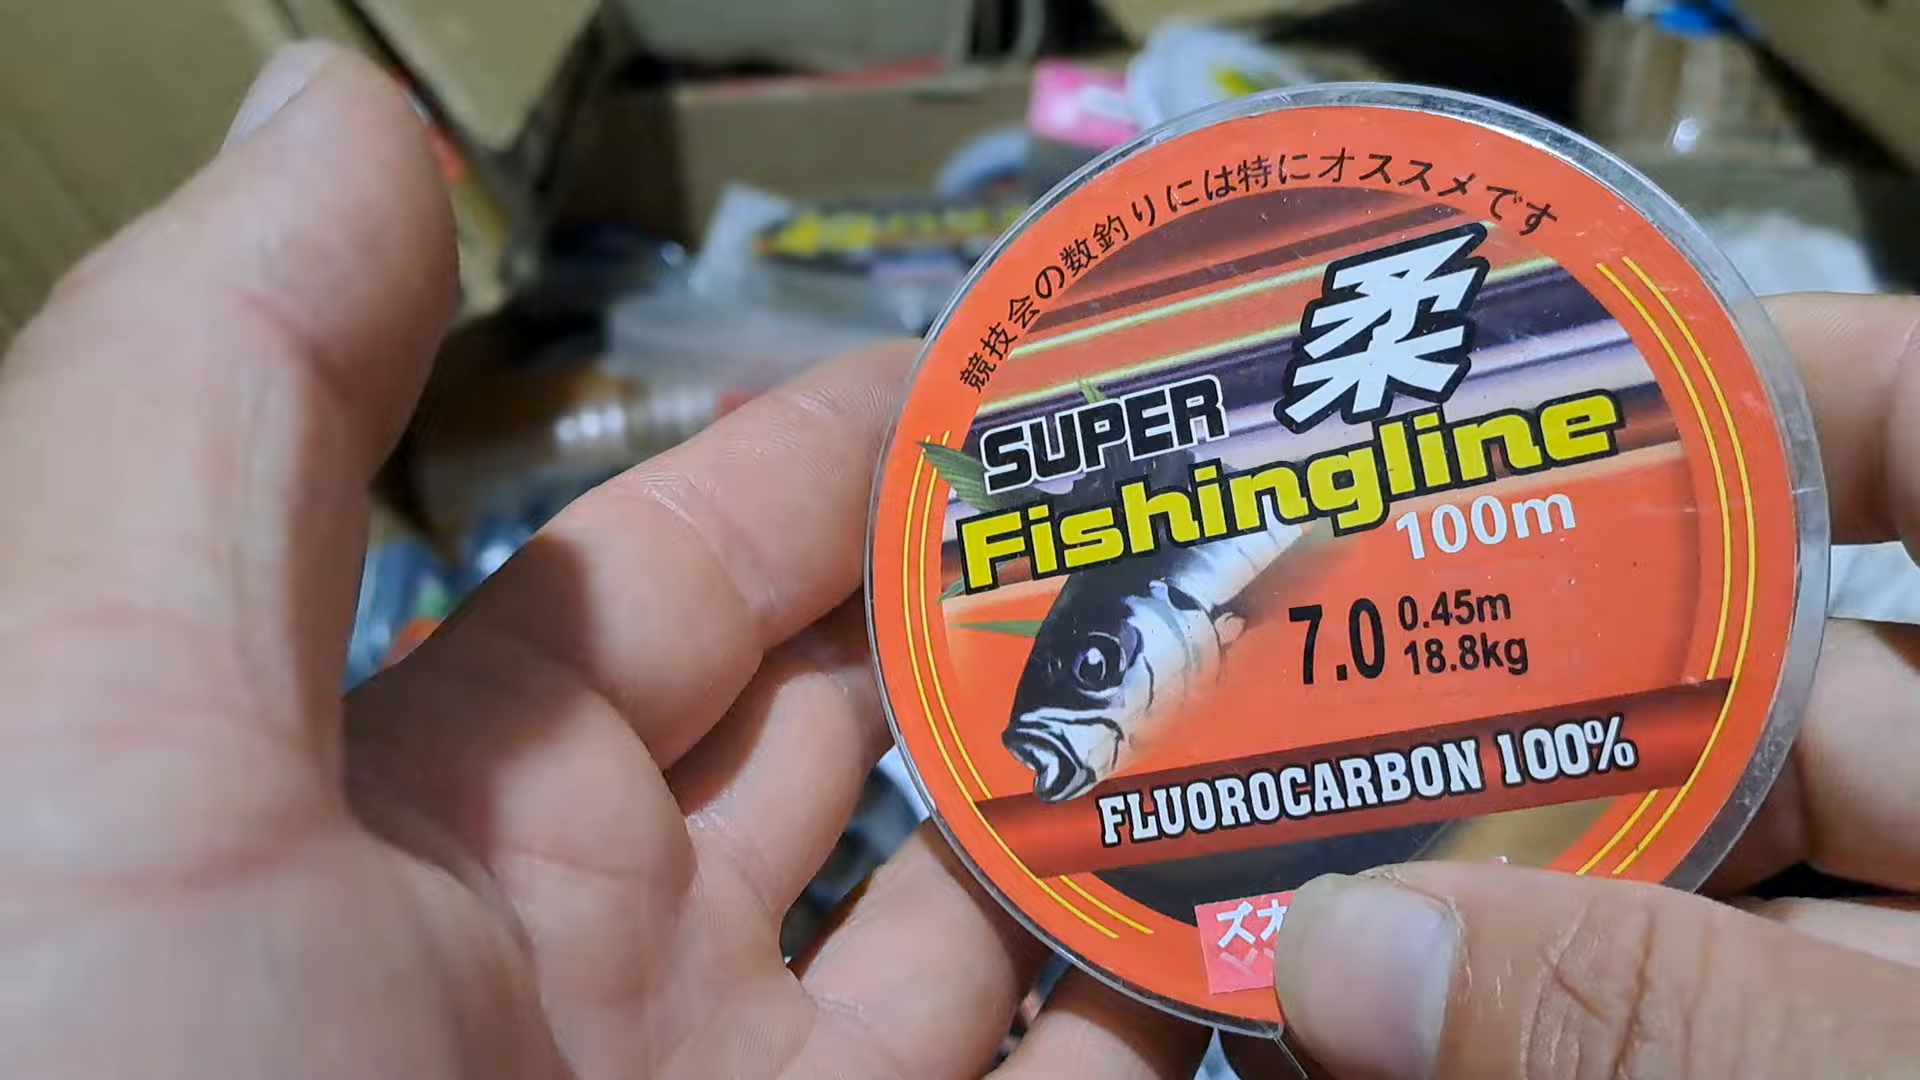 競技会の数釣りには特にオススメです
柔
SUPER
Fishingline
100m
7.0
0.45m
18.8kg
FLUOROCARBON 100%